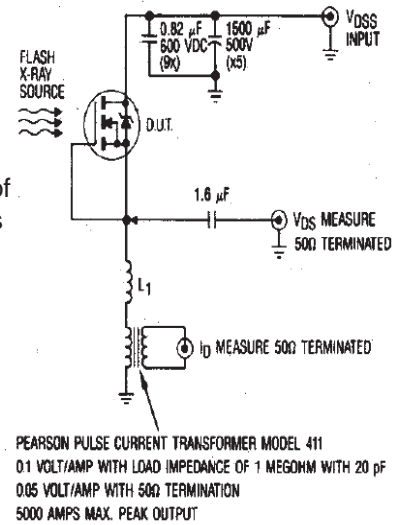 0.82 μF
600 VDC
(9x)
1500 μF
500V
(x5)
VDSS
INPUT
FLASH
X-RAY
SOURCE
D.U.T.
of
s
1.6 μF
VDS MEASURE
50Ω TERMINATED
L1
ID MEASURE 50Ω TERMINATED
PEARSON PULSE CURRENT TRANSFORMER MODEL 411
0.1 VOLT/AMP WITH LOAD IMPEDANCE OF 1 MEGOHM WITH 20 pF
0.05 VOLT/AMP WITH 50Ω TERMINATION
5000 AMPS MAX. PEAK OUTPUT